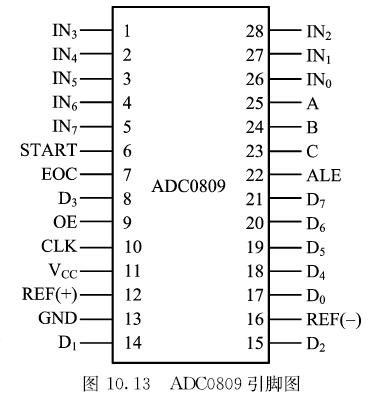 IN3 1 28 IN2
IN4 2 27 IN1
IN5 3 26 IN0
IN6 4 25 A
IN7 5 24 B
START 6 23 C
EOC 7 22 ALE
ADC0809
D3 8 21 D7
OE 9 20 D6
CLK 10 19 D5
VCC 11 18 D4
REF(+) 12 17 D0
GND 13 16 REF(−)
D1 14 15 D2
图 10.13 ADC0809 引脚图